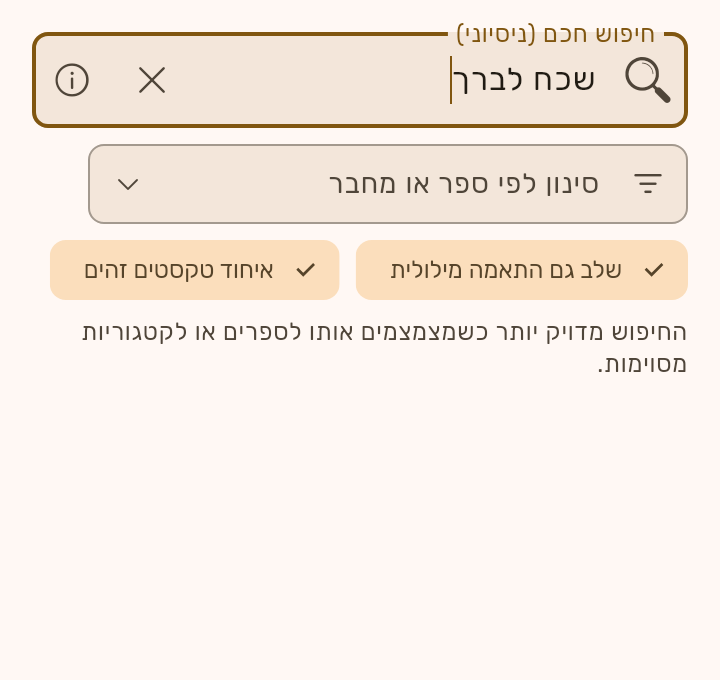 חיפוש חכם (ניסיוני)
שכח לברך
סינון לפי ספר או מחבר
שלב גם התאמה מילולית
איחוד טקסטים זהים
החיפוש מדויק יותר כשמצמצמים אותו לספרים או לקטגוריות
מסוימות.